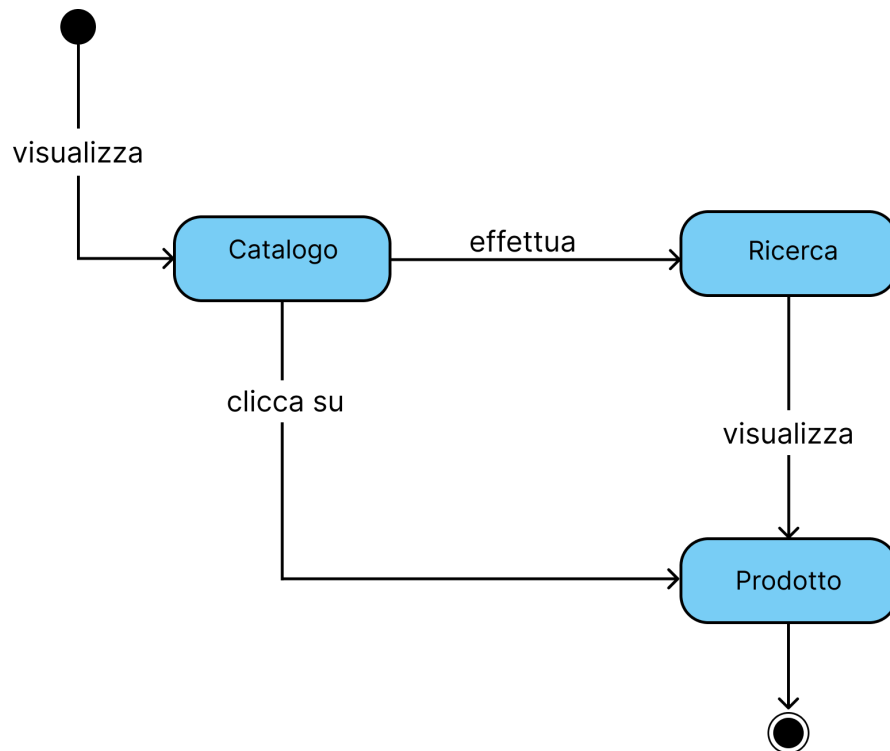 visualizza
Catalogo
effettua
Ricerca
clicca su
visualizza
Prodotto